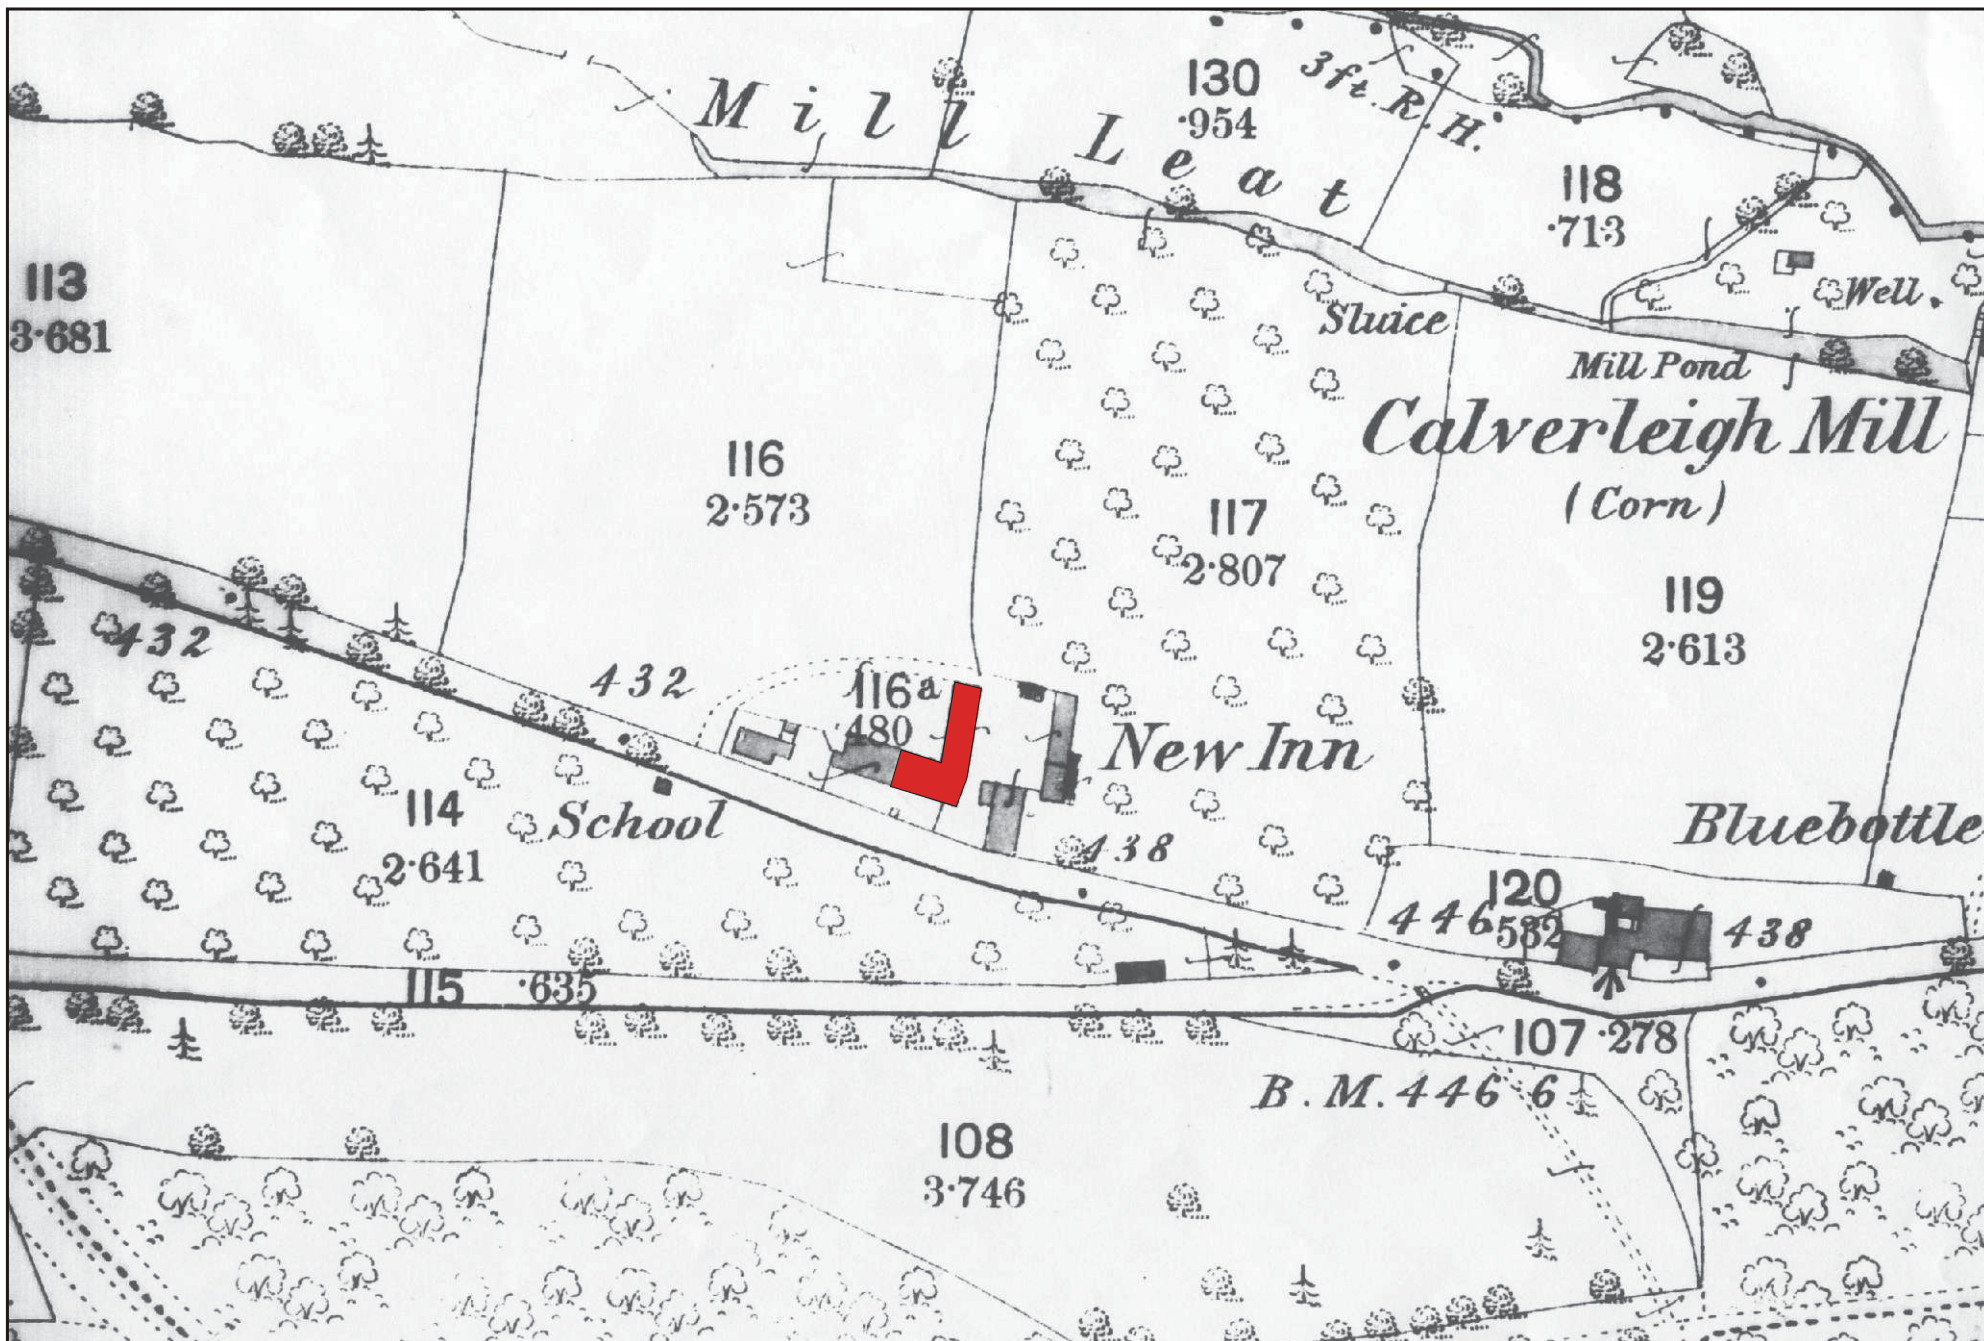 130
·954
3ft. R. H.
Mill Leat
118
·713
113
3·681
Well
Sluice
Mill Pond
Calverleigh Mill
(Corn)
116
2·573
117
2·807
119
2·613
432
432
116a
480
New Inn
School
114
2·641
438
Bluebottle
120
·532
446
438
115 ·635
107 ·278
B.M. 446 6
108
3·746